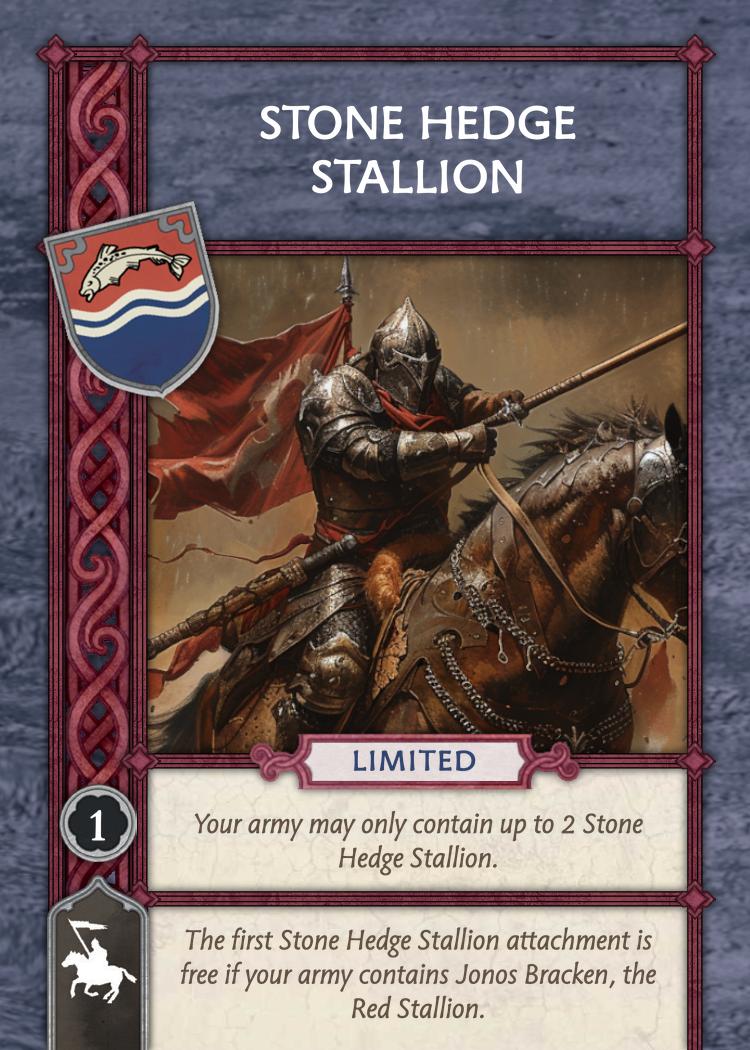 STONE HEDGE
STALLION
LIMITED
1
Your army may only contain up to 2 Stone
Hedge Stallion.
The first Stone Hedge Stallion attachment is
free if your army contains Jonos Bracken, the
Red Stallion.